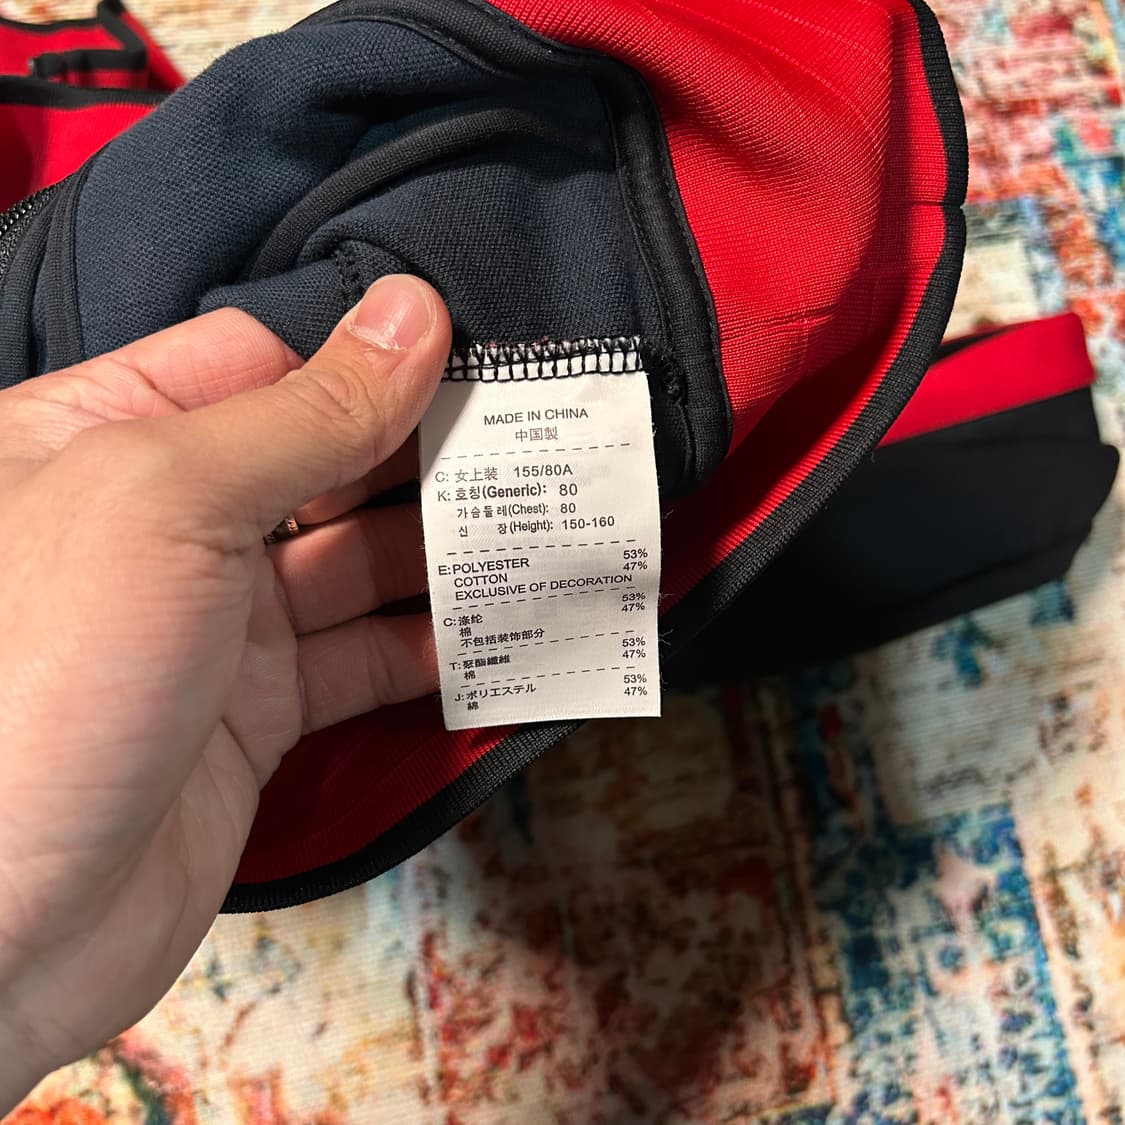 MADE IN CHINA
中国製
C: 女上装 155/80A
K: 호칭(Generic): 80
가슴둘레(Chest): 80
신 장(Height): 150-160
E: POLYESTER 53%
COTTON 47%
EXCLUSIVE OF DECORATION
C: 涤纶 53%
棉 47%
不包括装饰部分
T: 聚酯纖維 53%
棉 47%
J: ポリエステル 53%
綿 47%